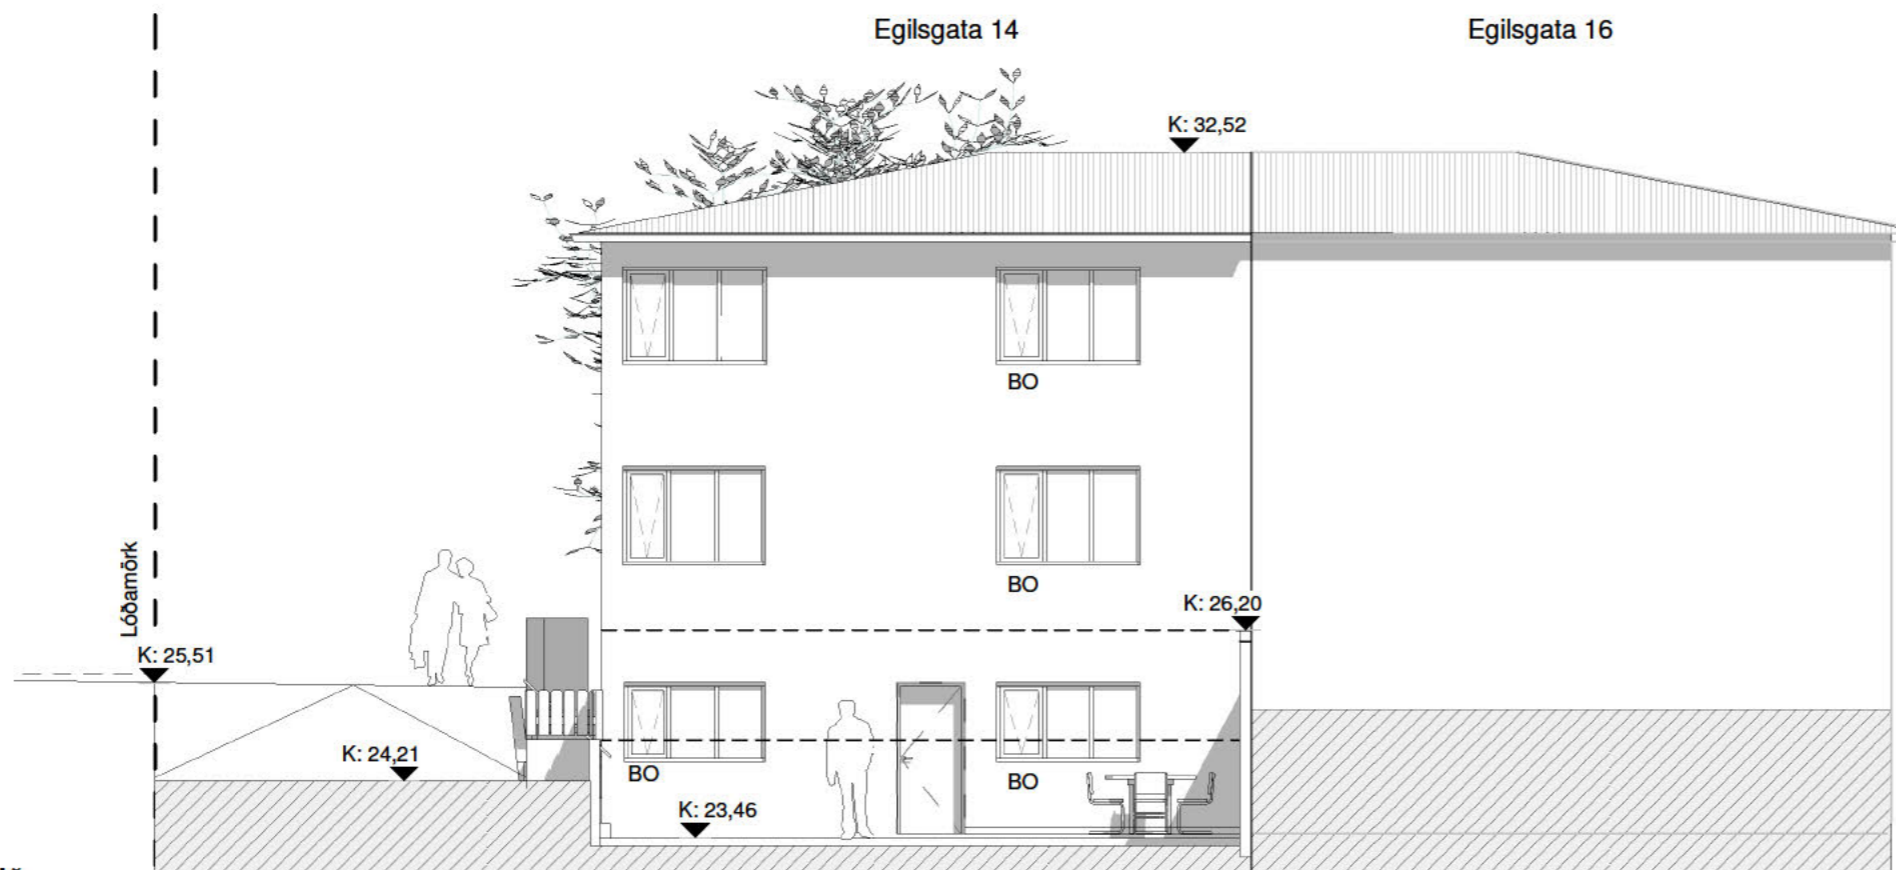 Egilsgata 14
Egilsgata 16
K: 32,52
BO
BO
K: 26,20
Lóðamörk
K: 25,51
K: 24,21
BO
BO
K: 23,46